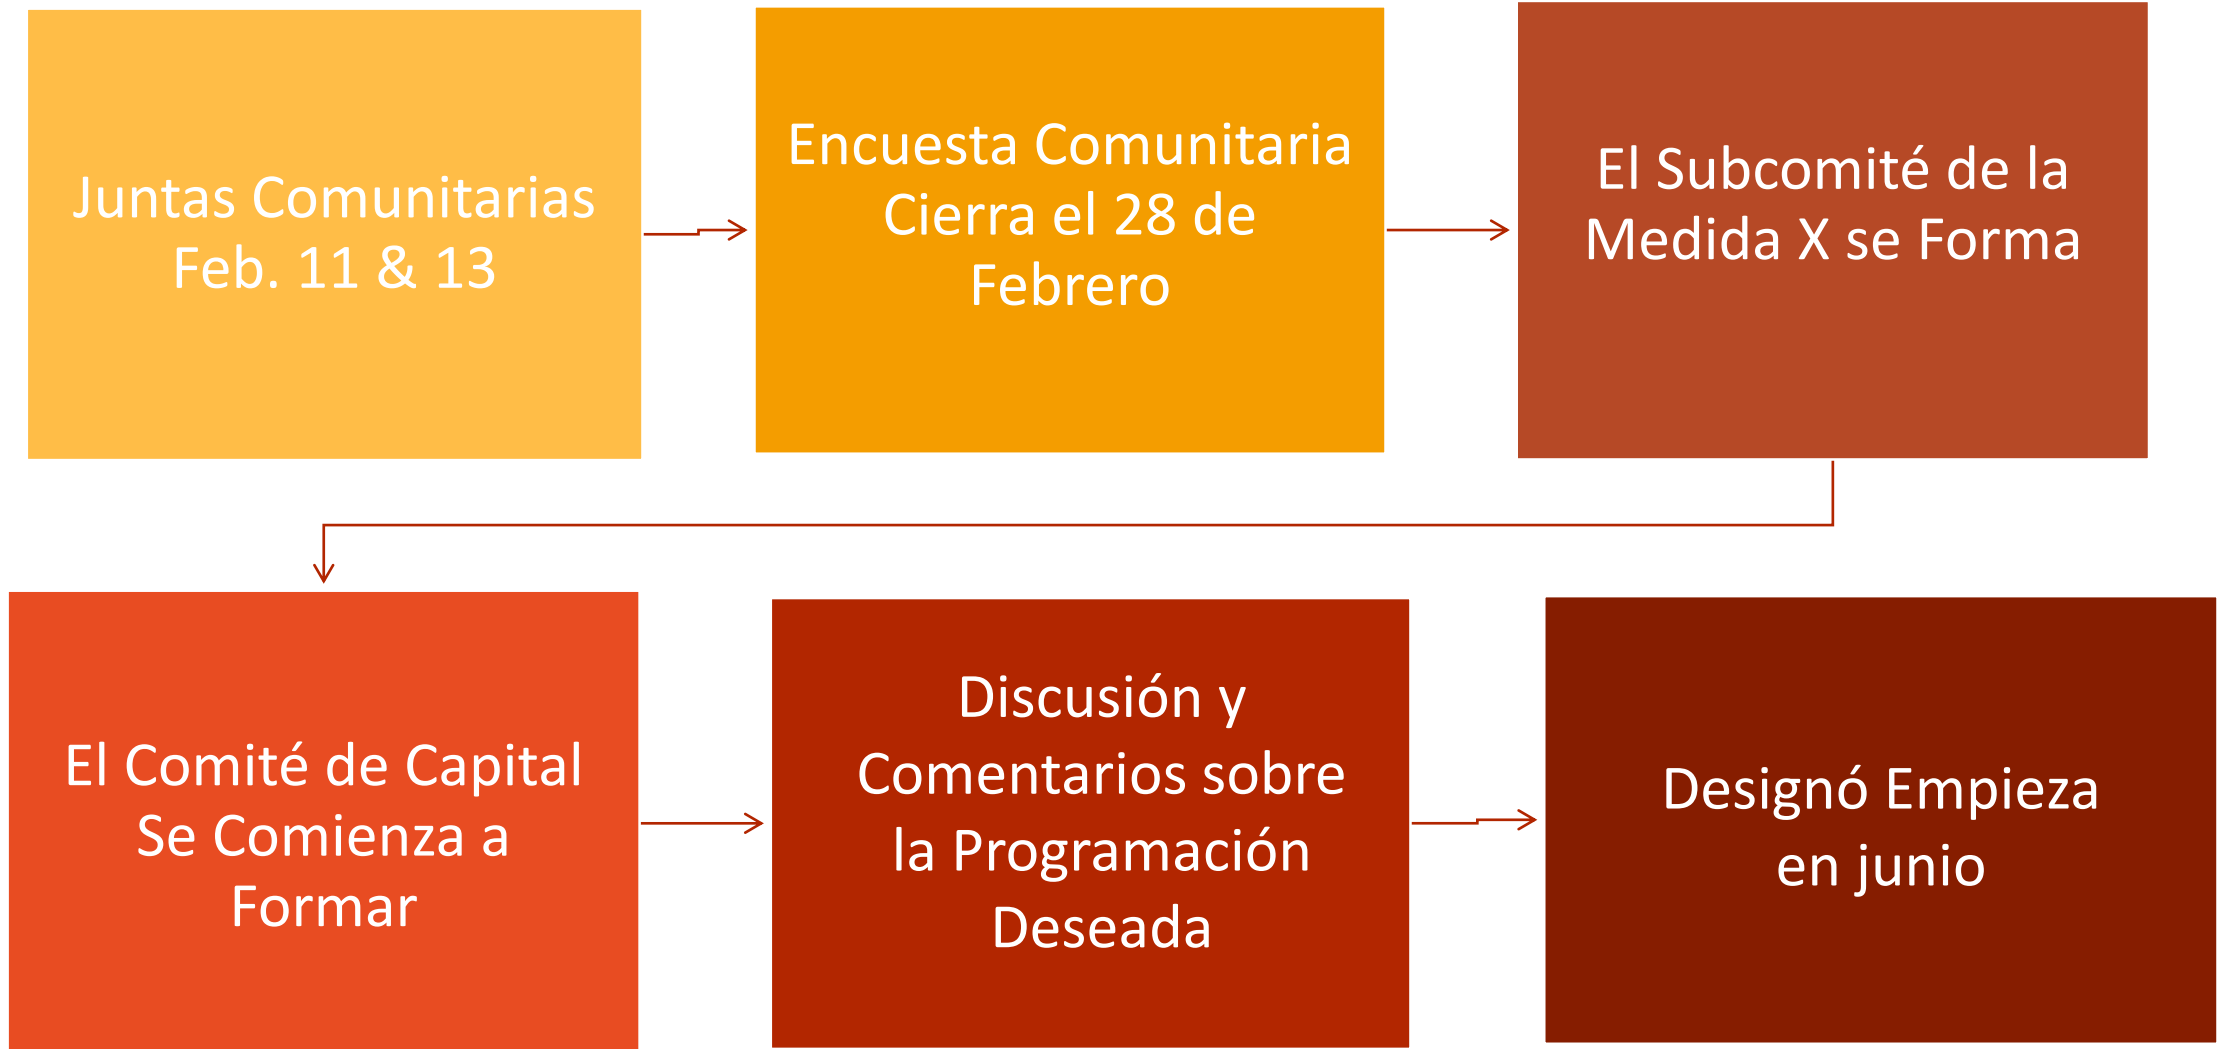 Juntas Comunitarias
Feb. 11 & 13
Encuesta Comunitaria
Cierra el 28 de
Febrero
El Subcomité de la
Medida X se Forma
El Comité de Capital
Se Comienza a
Formar
Discusión y
Comentarios sobre
la Programación
Deseada
Designó Empieza
en junio